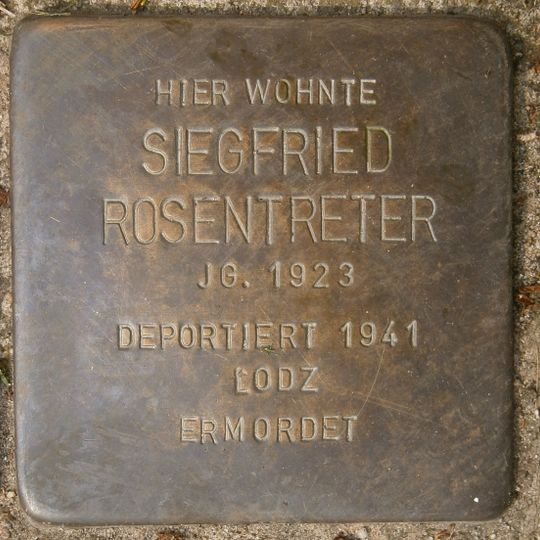 HIER WOHNTE
SIEGFRIED
ROSENTRETER
JG. 1923
DEPORTIERT 1941
LODZ
ERMORDET